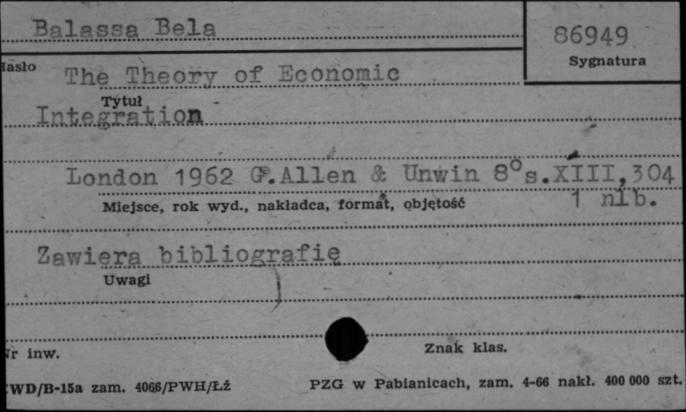 Balassa Bela
86949
Hasło
Sygnatura
The Theory of Economic
Tytuł
Integration
London 1962 G.Allen & Unwin 8°s.XIII,304
Miejsce, rok wyd., nakładca, format, objętość
1 nlb.
Zawiera bibliografię
Uwagi
Nr inw.
Znak klas.
WD/B-15a zam. 4066/PWH/Łż
PZG w Pabianicach, zam. 4-66 nakł. 400 000 szt.